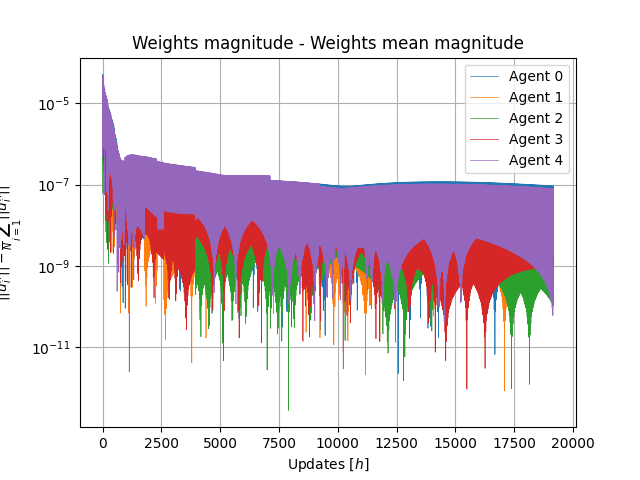 Weights magnitude - Weights mean magnitude
Agent 0
Agent 1
Agent 2
Agent 3
Agent 4
10⁻⁵
10⁻⁷
10⁻⁹
10⁻¹¹
0 2500 5000 7500 10000 12500 15000 17500 20000
Updates [h]